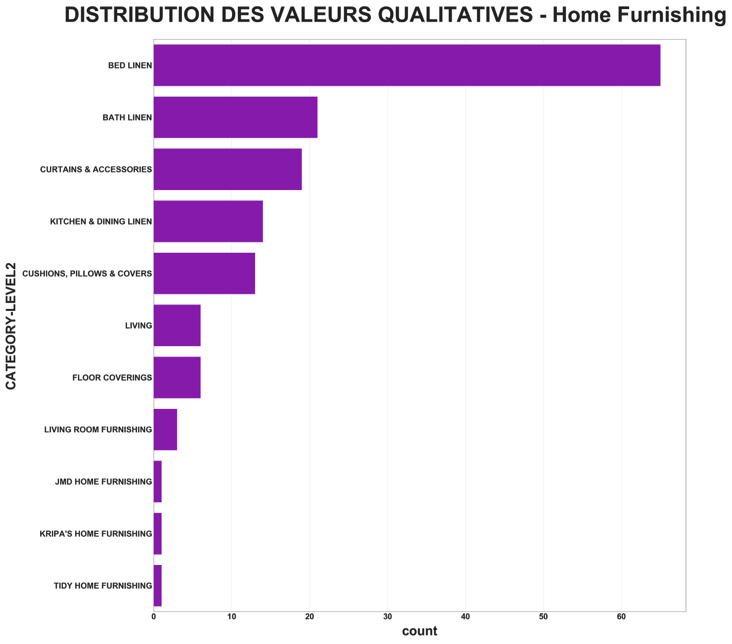 DISTRIBUTION DES VALEURS QUALITATIVES - Home Furnishing
CATEGORY-LEVEL2
BED LINEN
BATH LINEN
CURTAINS & ACCESSORIES
KITCHEN & DINING LINEN
CUSHIONS, PILLOWS & COVERS
LIVING
FLOOR COVERINGS
LIVING ROOM FURNISHING
JMD HOME FURNISHING
KRIPA'S HOME FURNISHING
TIDY HOME FURNISHING
0 10 20 30 40 50 60
count